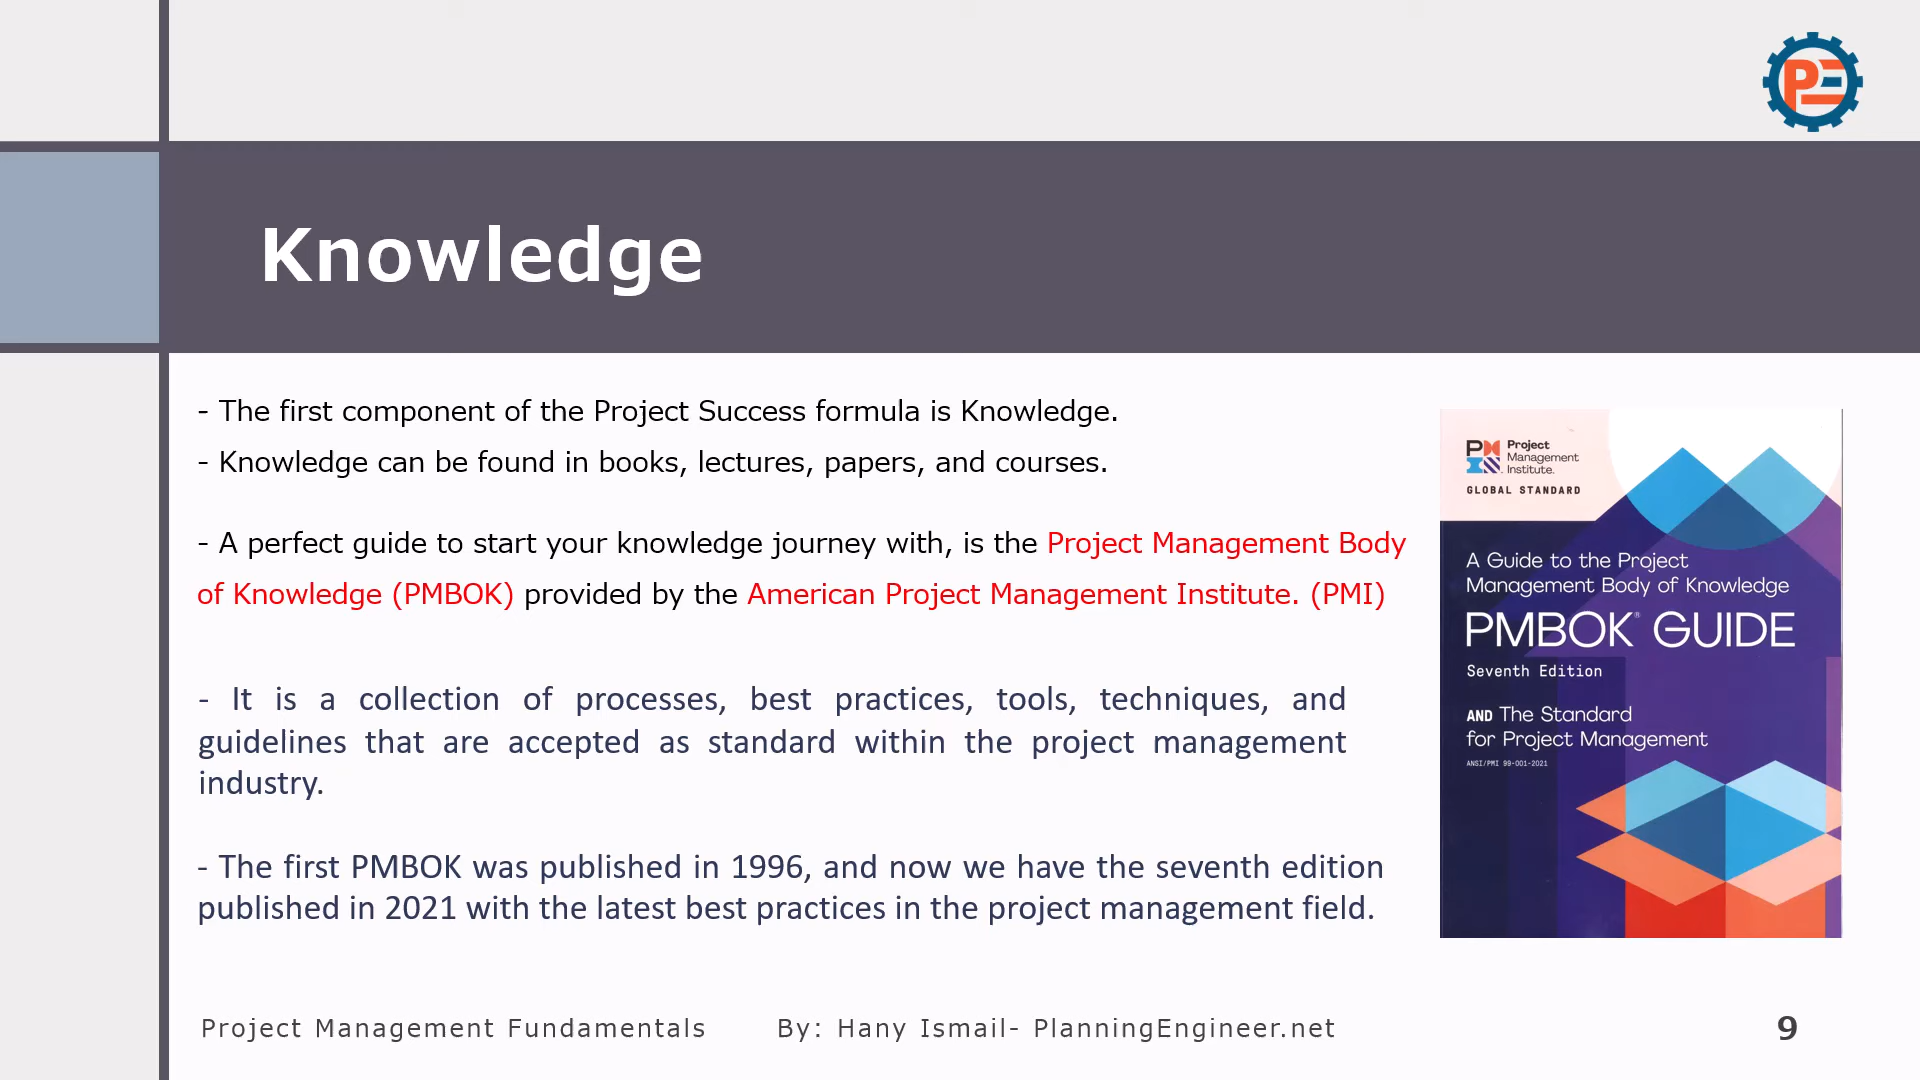 PE
Knowledge
- The first component of the Project Success formula is Knowledge.
- Knowledge can be found in books, lectures, papers, and courses.
- A perfect guide to start your knowledge journey with, is the Project Management Body
of Knowledge (PMBOK) provided by the American Project Management Institute. (PMI)
- It is a collection of processes, best practices, tools, techniques, and
guidelines that are accepted as standard within the project management
industry.
- The first PMBOK was published in 1996, and now we have the seventh edition
published in 2021 with the latest best practices in the project management field.
Project
Management
Institute.
GLOBAL STANDARD
A Guide to the Project
Management Body of Knowledge
PMBOK® GUIDE
Seventh Edition
AND The Standard
for Project Management
ANSI/PMI 99-001-2021
Project Management Fundamentals By: Hany Ismail- PlanningEngineer.net
9